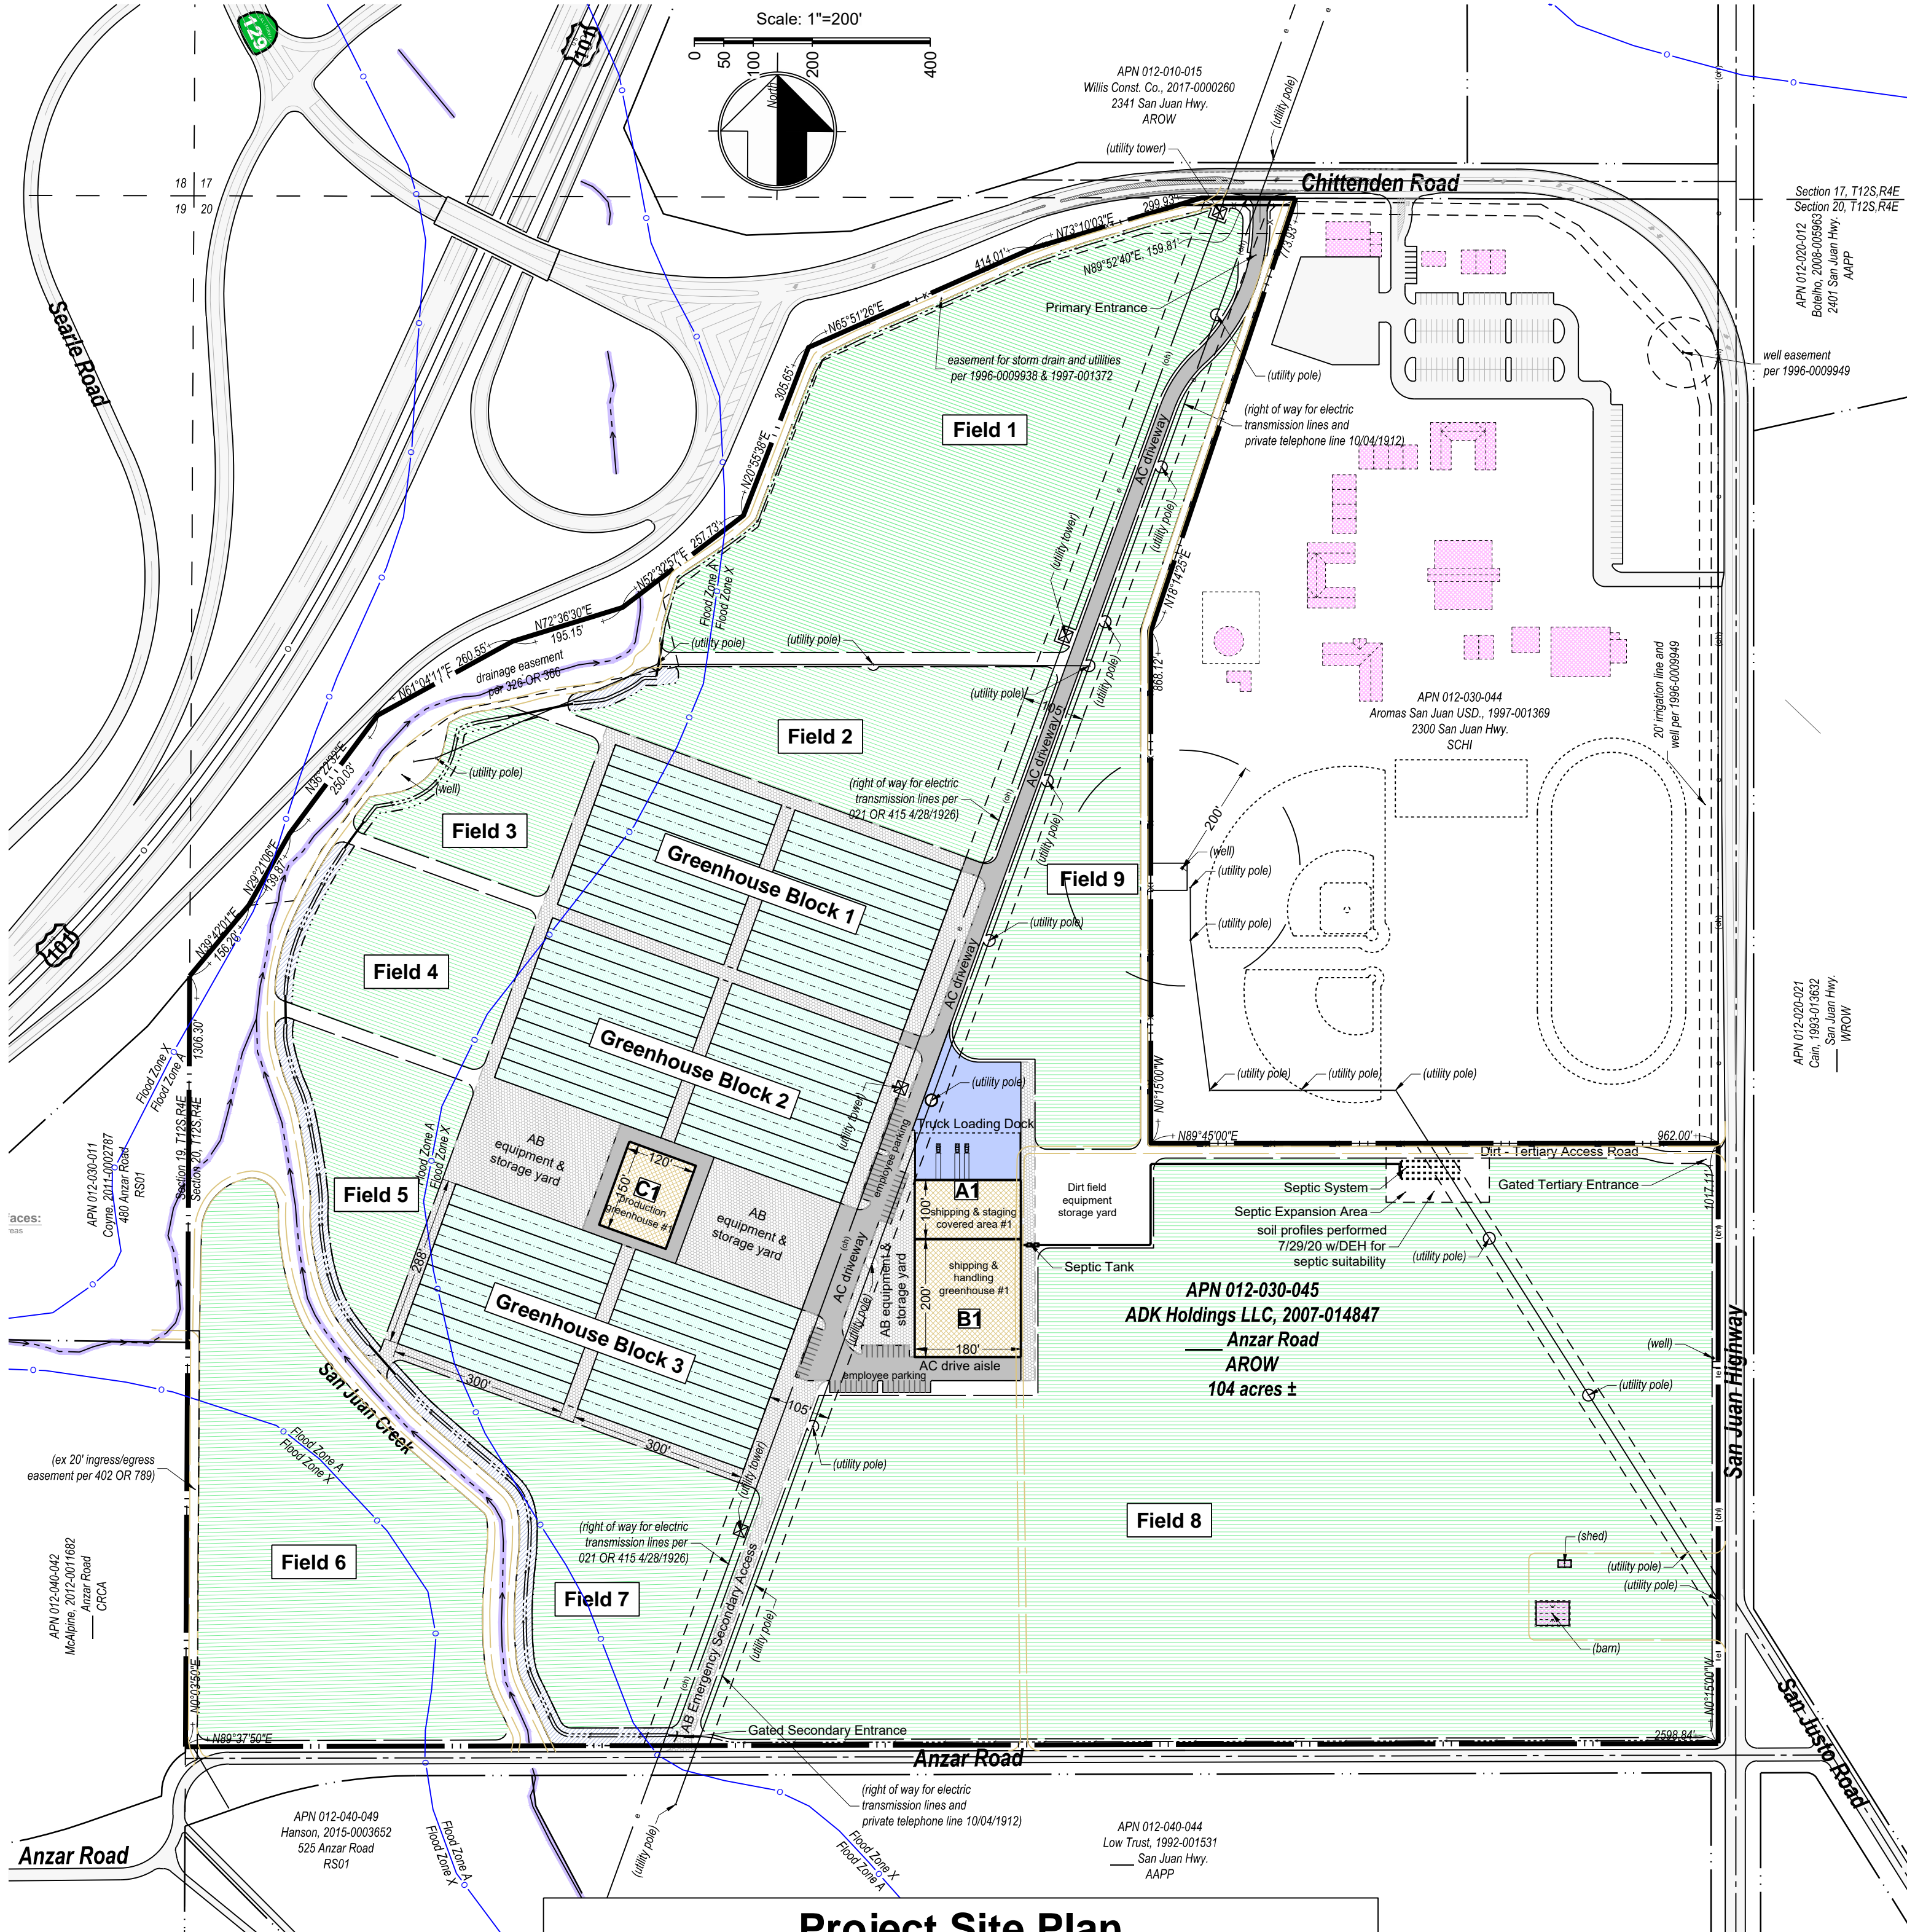 Scale: 1"=200'
0
50
100
200
400
North
129
101
APN 012-010-015
Willis Const. Co., 2017-0000260
2341 San Juan Hwy.
AROW
(utility pole)
(utility tower)
Chittenden Road
18 17
19 20
Section 17, T12S,R4E
Section 20, T12S,R4E
APN 012-020-012
Botelho, 2008-005963
2401 San Juan Hwy.
AAPP
299.93'
N73°10'03"E
414.01'
N89°52'40"E, 159.81'
773.93'
N65°51'26"E
Primary Entrance
easement for storm drain and utilities
per 1996-0009938 & 1997-001372
(utility pole)
well easement
per 1996-0009949
Searle Road
305.65'
N20°55'38"E
Field 1
(right of way for electric
transmission lines and
private telephone line 10/04/1912)
AC driveway
(utility pole)
(utility tower)
257.73'
N52°32'57"E
Flood Zone A
Flood Zone X
N18°14'25"E
N72°36'30"E
195.15'
260.55'
N61°04'11"E
drainage easement
per 326 OR 366
(utility pole)
(utility pole)
(utility pole)
(utility pole)
105'
868.12'
20' irrigation line and
well per 1996-0009949
APN 012-030-044
Aromas San Juan USD., 1997-001369
2300 San Juan Hwy.
SCHI
Field 2
AC driveway
N36°22'52"E
250.03'
(utility pole)
(well)
(right of way for electric
transmission lines per
021 OR 415 4/28/1926)
(utility pole)
200'
Field 3
Greenhouse Block 1
Field 9
(well)
(utility pole)
(utility pole)
(utility pole)
N29°21'06"E
139.87'
N39°42'01"E
156.20'
101
Field 4
AC driveway
APN 012-020-021
Cain, 1993-013632
San Juan Hwy.
WROW
1306.30'
Flood Zone X
Flood Zone A
Greenhouse Block 2
(utility pole)
(utility pole)
(utility pole)
(utility pole)
N0°15'00"W
(utility tower)
Truck Loading Dock
N89°45'00"E
962.00'
Dirt - Tertiary Access Road
Gated Tertiary Entrance
APN 012-030-011
Coyne, 2011-0002787
480 Anzar Road
RS01
Section 19, T12S,R4E
Section 20, T12S,R4E
Flood Zone A
Flood Zone X
AB
equipment &
storage yard
120'
150'
C1
production
greenhouse #1
AB
equipment &
storage yard
employee parking
A1
100'
shipping & staging
covered area #1
Dirt field
equipment
storage yard
Septic System
Septic Expansion Area
soil profiles performed
7/29/20 w/DEH for
septic suitability
(utility pole)
1017.11'
Field 5
288'
AC driveway
AB equipment &
storage yard
(utility pole)
200'
shipping &
handling
greenhouse #1
B1
180'
Septic Tank
APN 012-030-045
ADK Holdings LLC, 2007-014847
Anzar Road
AROW
104 acres ±
Greenhouse Block 3
AC drive aisle
employee parking
(well)
(utility pole)
San Juan Highway
San Juan Creek
300'
300'
105'
(utility pole)
(utility tower)
(ex 20' ingress/egress
easement per 402 OR 789)
Flood Zone A
Flood Zone X
Field 8
(right of way for electric
transmission lines per
021 OR 415 4/28/1926)
Field 6
Field 7
(shed)
(utility pole)
(utility pole)
(barn)
APN 012-040-042
McAlpine, 2012-0011682
Anzar Road
CRCA
AB Emergency Secondary Access
(utility pole)
N0°03'50"E
N0°15'00"W
San Justo Road
N89°37'50"E
Gated Secondary Entrance
2598.84'
Anzar Road
(right of way for electric
transmission lines and
private telephone line 10/04/1912)
APN 012-040-049
Hanson, 2015-0003652
525 Anzar Road
RS01
Flood Zone A
Flood Zone X
(utility pole)
Flood Zone X
Flood Zone A
APN 012-040-044
Low Trust, 1992-001531
San Juan Hwy.
AAPP
Anzar Road
Project Site Plan